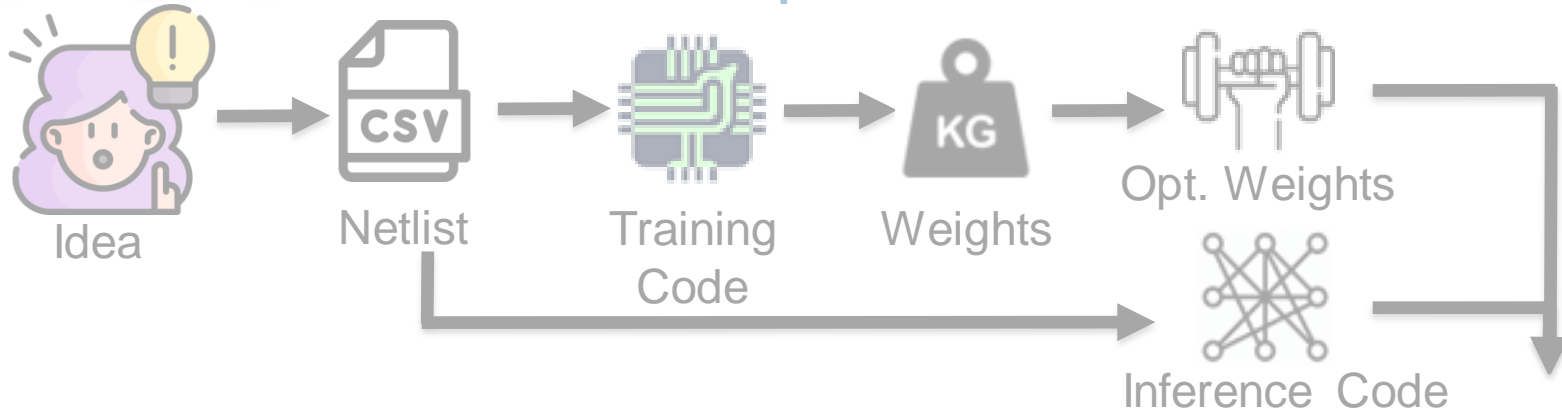 !
CSV
KG
Idea
Netlist
Training
Code
Weights
Opt. Weights
Inference Code